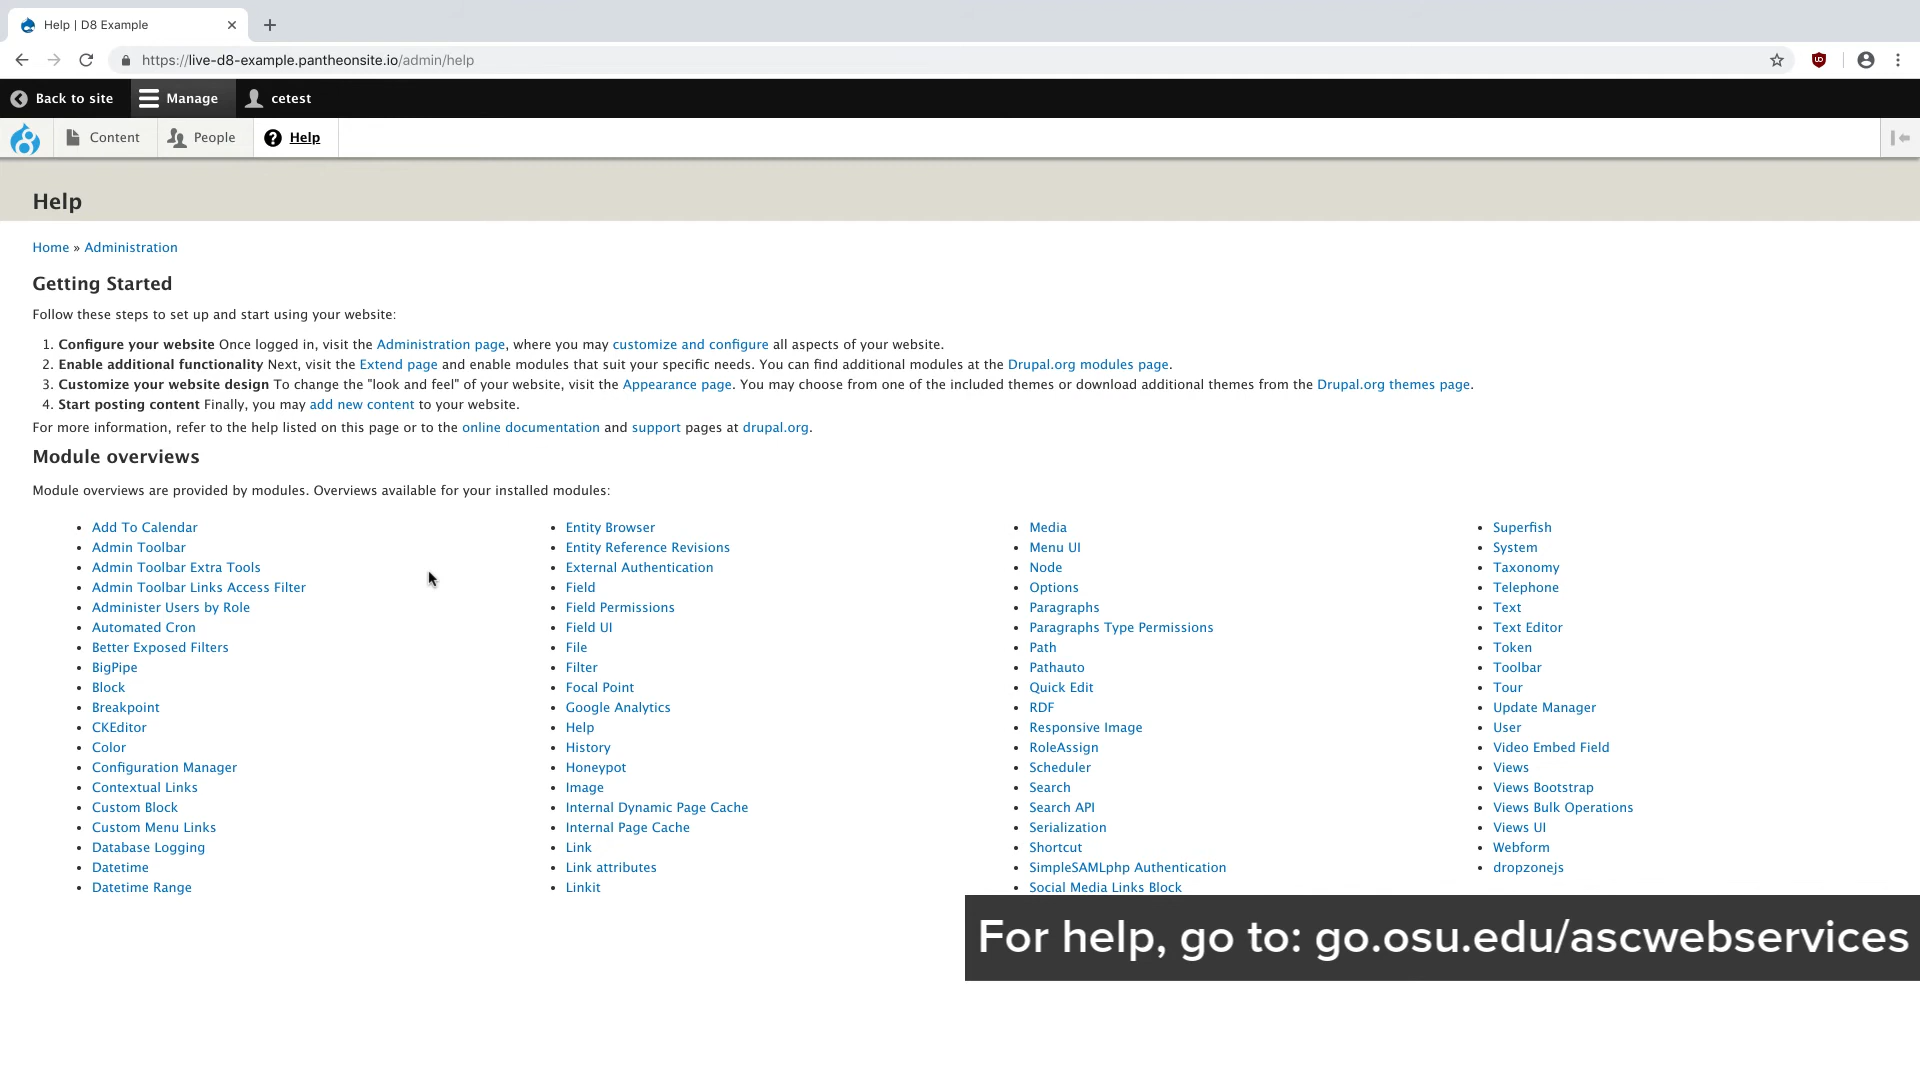 Help | D8 Example
https://live-d8-example.pantheonsite.io/admin/help
Back to site
Manage
cetest
Content
People
Help
Help
Home » Administration
Getting Started
Follow these steps to set up and start using your website:
1. Configure your website Once logged in, visit the Administration page, where you may customize and configure all aspects of your website.
2. Enable additional functionality Next, visit the Extend page and enable modules that suit your specific needs. You can find additional modules at the Drupal.org modules page.
3. Customize your website design To change the "look and feel" of your website, visit the Appearance page. You may choose from one of the included themes or download additional themes from the Drupal.org themes page.
4. Start posting content Finally, you may add new content to your website.
For more information, refer to the help listed on this page or to the online documentation and support pages at drupal.org.
Module overviews
Module overviews are provided by modules. Overviews available for your installed modules:
Add To Calendar
Admin Toolbar
Admin Toolbar Extra Tools
Admin Toolbar Links Access Filter
Administer Users by Role
Automated Cron
Better Exposed Filters
BigPipe
Block
Breakpoint
CKEditor
Color
Configuration Manager
Contextual Links
Custom Block
Custom Menu Links
Database Logging
Datetime
Datetime Range
Entity Browser
Entity Reference Revisions
External Authentication
Field
Field Permissions
Field UI
File
Filter
Focal Point
Google Analytics
Help
History
Honeypot
Image
Internal Dynamic Page Cache
Internal Page Cache
Link
Link attributes
Linkit
Media
Menu UI
Node
Options
Paragraphs
Paragraphs Type Permissions
Path
Pathauto
Quick Edit
RDF
Responsive Image
RoleAssign
Scheduler
Search
Search API
Serialization
Shortcut
SimpleSAMLphp Authentication
Social Media Links Block
Superfish
System
Taxonomy
Telephone
Text
Text Editor
Token
Toolbar
Tour
Update Manager
User
Video Embed Field
Views
Views Bootstrap
Views Bulk Operations
Views UI
Webform
dropzonejs
For help, go to: go.osu.edu/ascwebservices